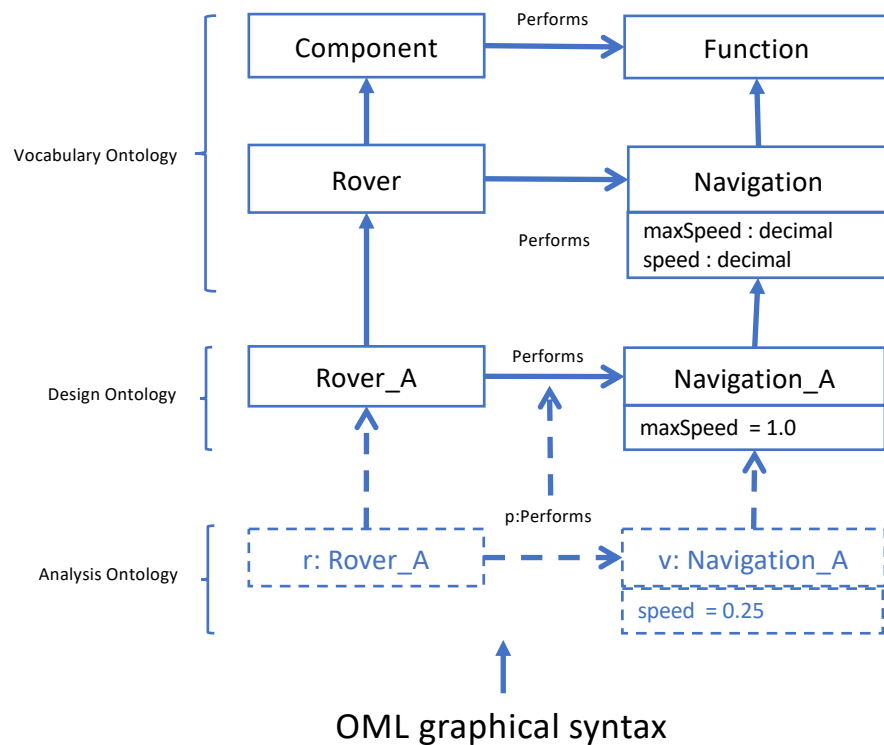 Performs
Component
Function
Vocabulary Ontology
Rover
Navigation
Performs
maxSpeed : decimal
speed : decimal
Performs
Rover_A
Navigation_A
Design Ontology
maxSpeed = 1.0
p:Performs
r: Rover_A
v: Navigation_A
Analysis Ontology
speed = 0.25
OML graphical syntax